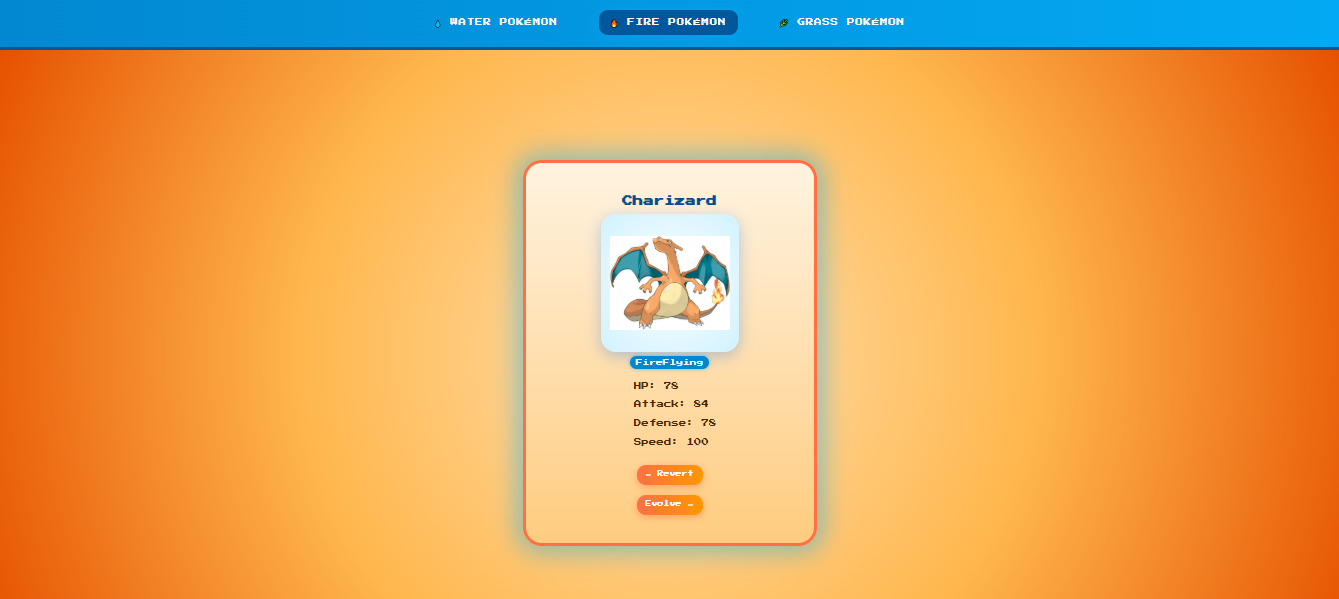 WATER POKéMON
FIRE POKéMON
GRASS POKéMON
Charizard
FireFlying
HP: 78
Attack: 84
Defense: 78
Speed: 100
← Revert
Evolve →